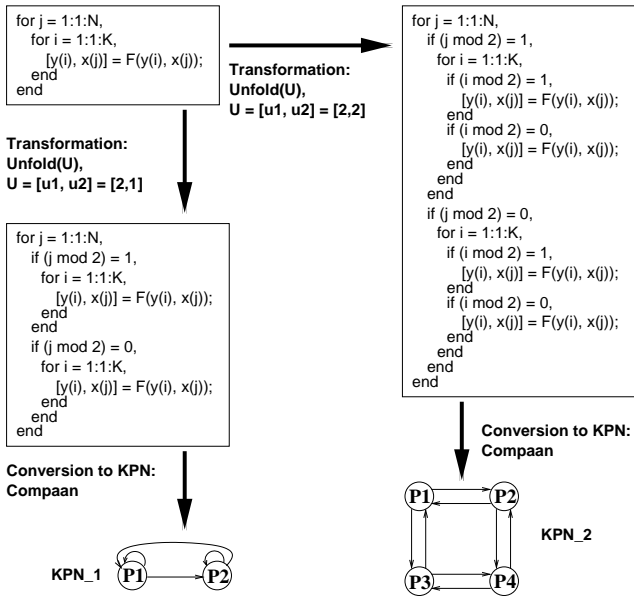 for j = 1:1:N,
for i = 1:1:K,
[y(i), x(j)] = F(y(i), x(j));
end
end
Transformation:
Unfold(U),
U = [u1, u2] = [2,2]
Transformation:
Unfold(U),
U = [u1, u2] = [2,1]
for j = 1:1:N,
if (j mod 2) = 1,
for i = 1:1:K,
[y(i), x(j)] = F(y(i), x(j));
end
end
if (j mod 2) = 0,
for i = 1:1:K,
[y(i), x(j)] = F(y(i), x(j));
end
end
end
Conversion to KPN:
Compaan
KPN_1
P1
P2
for j = 1:1:N,
if (j mod 2) = 1,
for i = 1:1:K,
if (i mod 2) = 1,
[y(i), x(j)] = F(y(i), x(j));
end
if (i mod 2) = 0,
[y(i), x(j)] = F(y(i), x(j));
end
end
end
if (j mod 2) = 0,
for i = 1:1:K,
if (i mod 2) = 1,
[y(i), x(j)] = F(y(i), x(j));
end
if (i mod 2) = 0,
[y(i), x(j)] = F(y(i), x(j));
end
end
end
end
Conversion to KPN:
Compaan
P1
P2
KPN_2
P3
P4